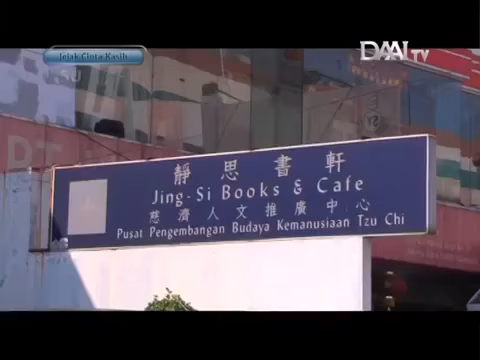 Jejak Cinta Kasih
DAAI TV
靜思書軒
Jing-Si Books & Cafe
慈濟人文推廣中心
Pusat Pengembangan Budaya Kemanusiaan Tzu Chi